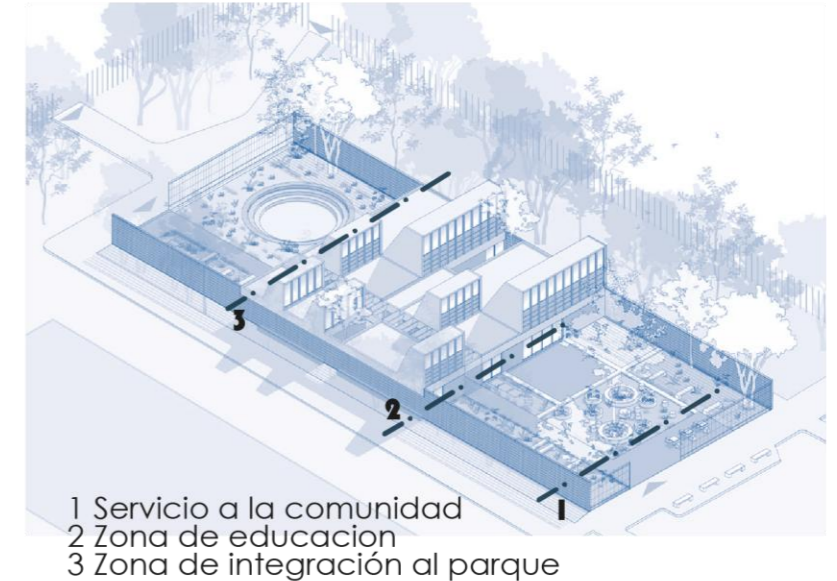 3
2
1
1 Servicio a la comunidad
2 Zona de educacion
3 Zona de integración al parque